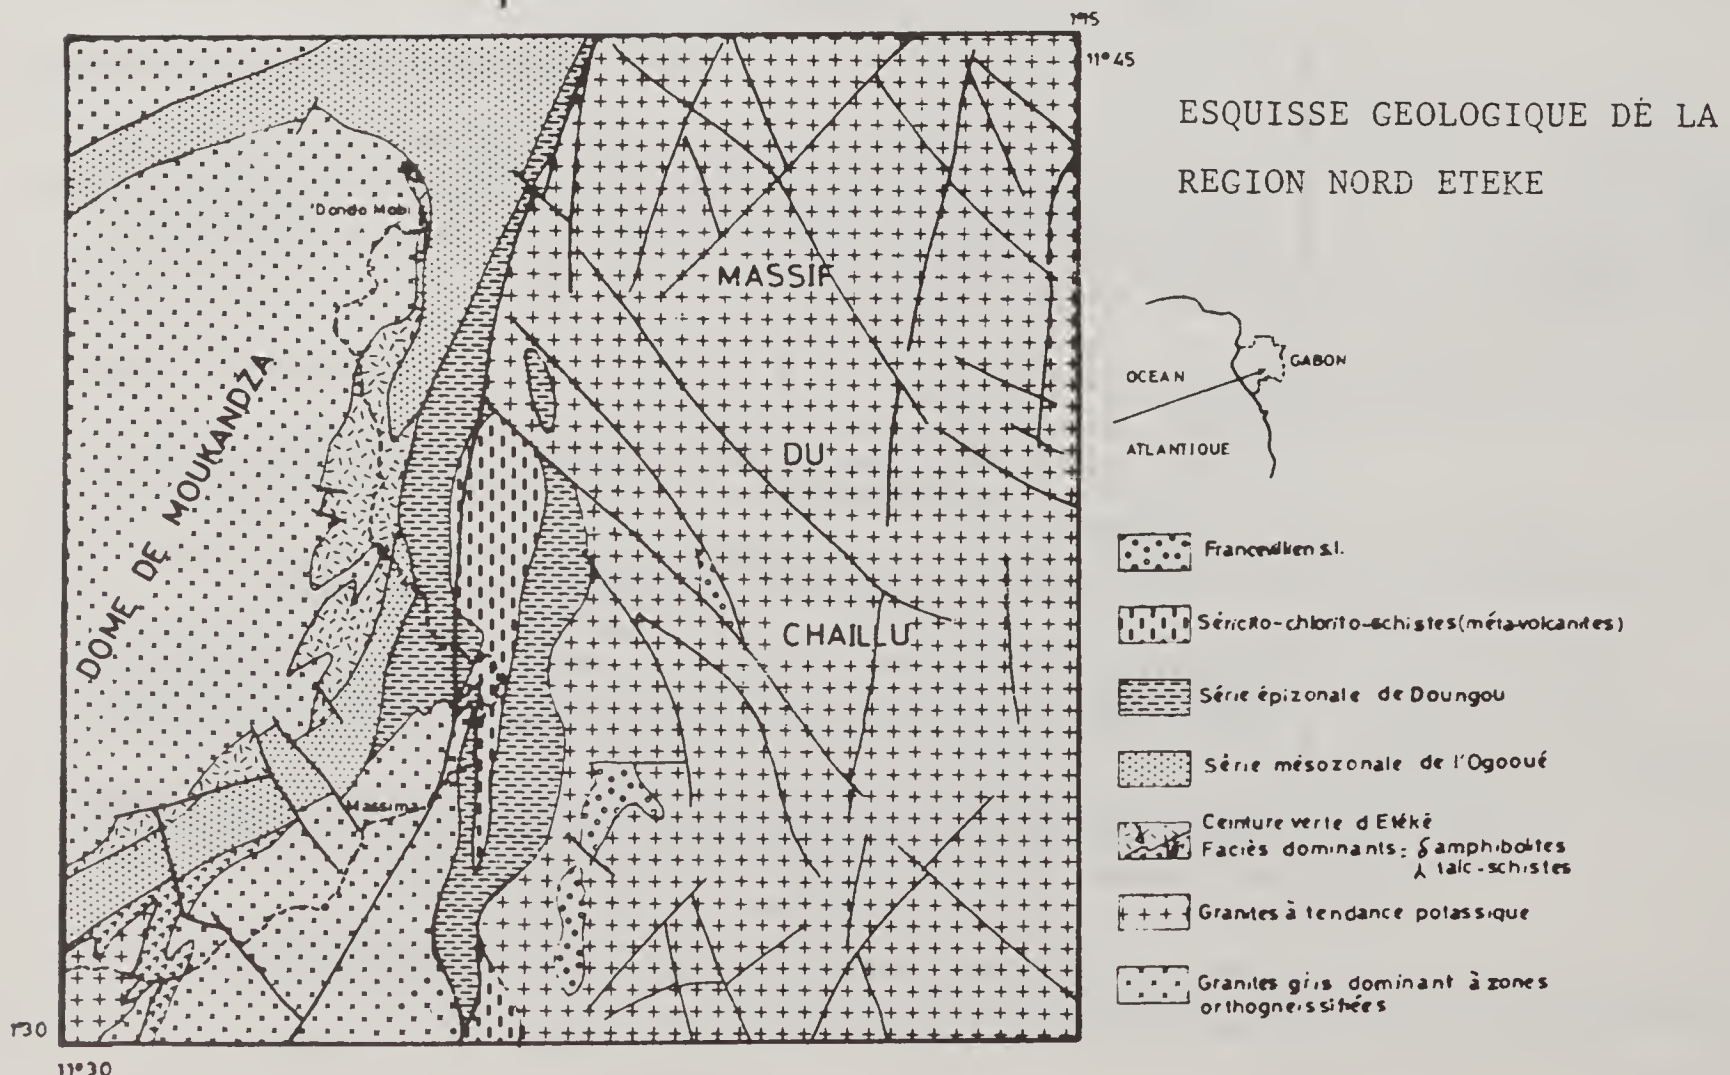 1°15
11°45
ESQUISSE GEOLOGIQUE DE LA
REGION NORD ETEKE
Dondo Mobi
MASSIF
DU
CHAILLU
DOME DE MOUKANDZA
Massima
GABON
OCEAN
ATLANTIQUE
Francevillien s.l.
Séricito-chlorito-schistes (méta-volcanites)
Série épizonale de Doungou
Série mésozonale de l'Ogooué
Ceinture verte d Etéké
Faciès dominants: amphibolites
talc-schistes
Granites à tendance potassique
Granites gris dominant à zones
orthogneissifiées
1°30
11°30